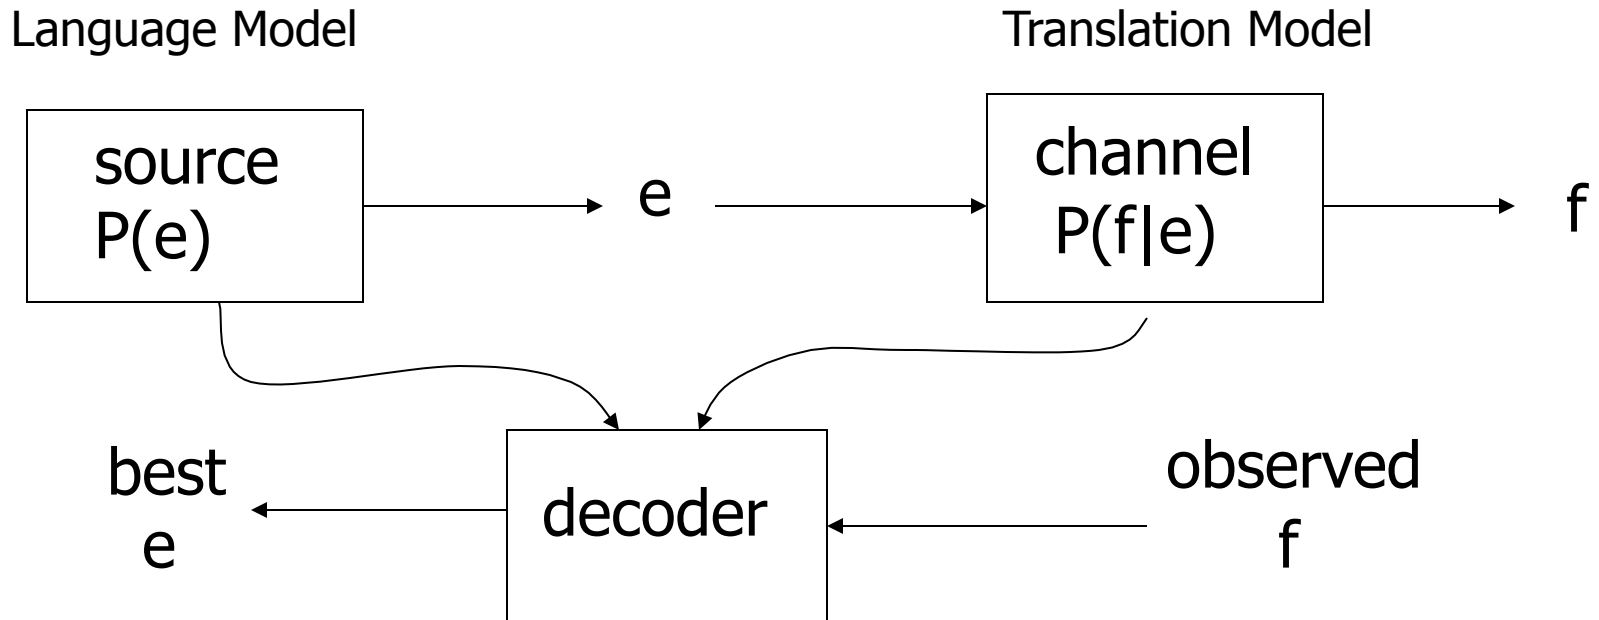 Language Model
Translation Model
source
P(e)
e
channel
P(f|e)
f
best
e
decoder
observed
f